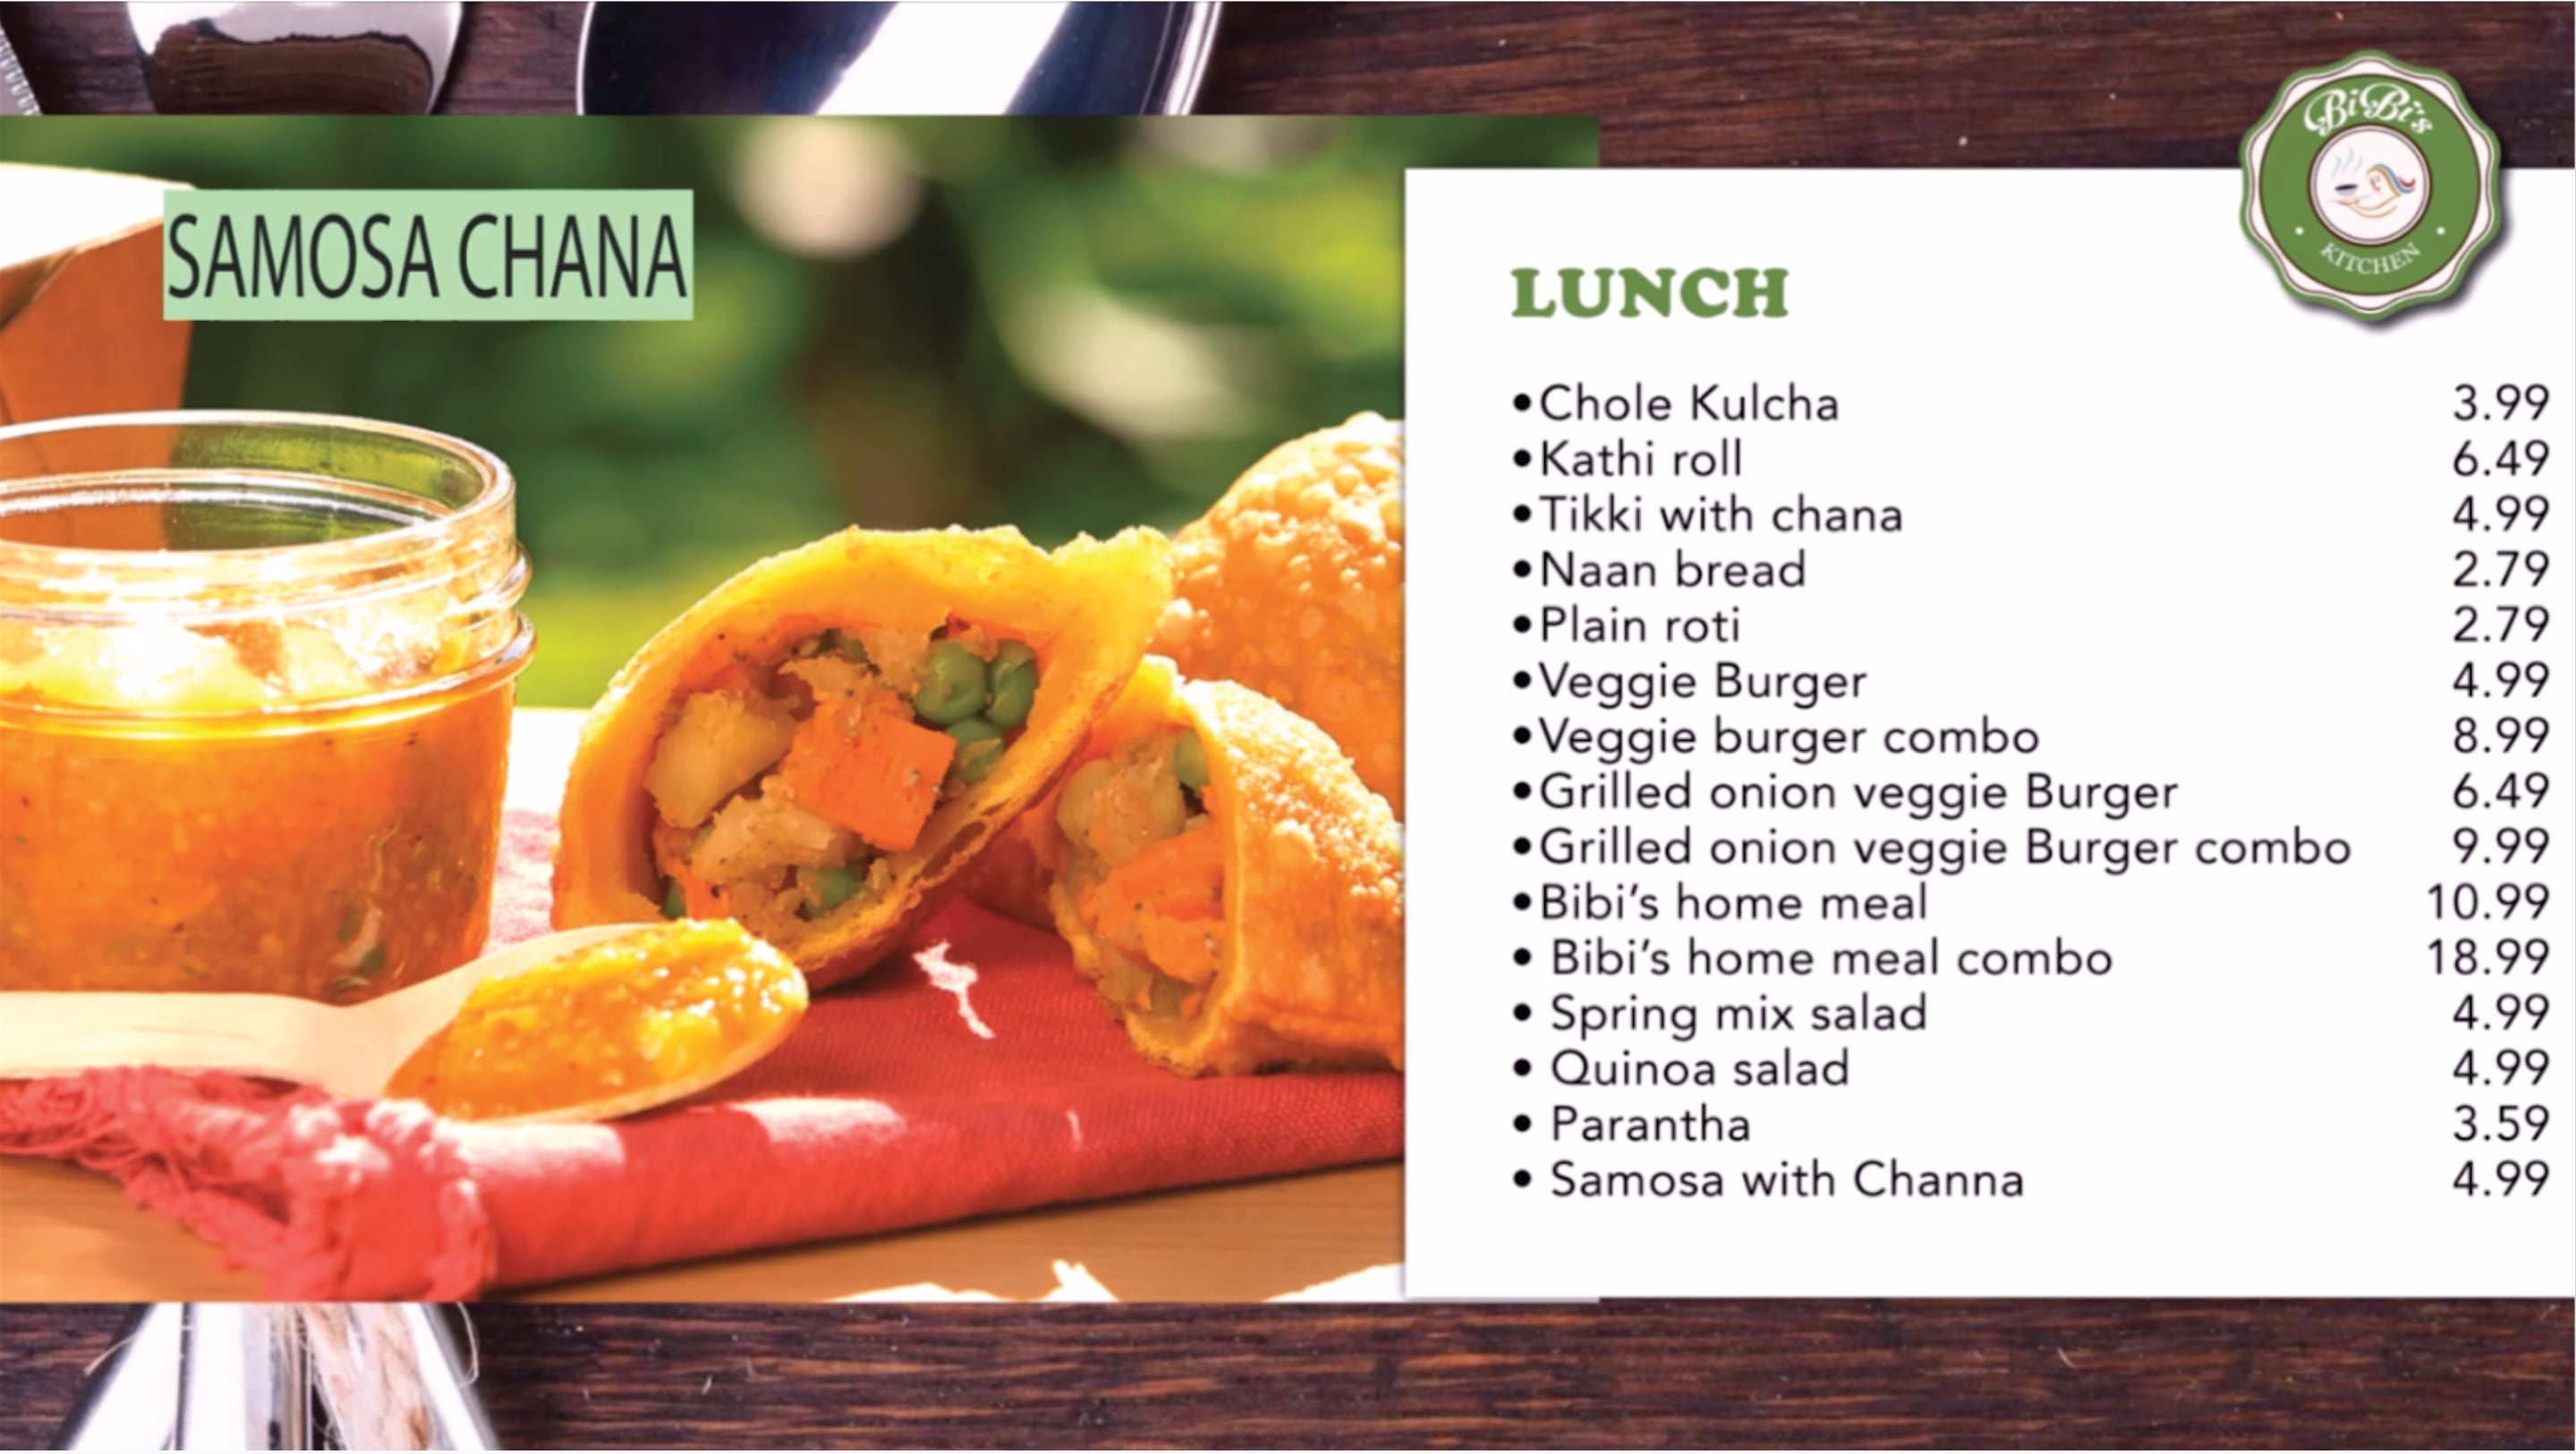 SAMOSA CHANA
BiBi's
KITCHEN
LUNCH
•Chole Kulcha 3.99
•Kathi roll 6.49
•Tikki with chana 4.99
•Naan bread 2.79
•Plain roti 2.79
•Veggie Burger 4.99
•Veggie burger combo 8.99
•Grilled onion veggie Burger 6.49
•Grilled onion veggie Burger combo 9.99
•Bibi’s home meal 10.99
• Bibi’s home meal combo 18.99
• Spring mix salad 4.99
• Quinoa salad 4.99
• Parantha 3.59
• Samosa with Channa 4.99